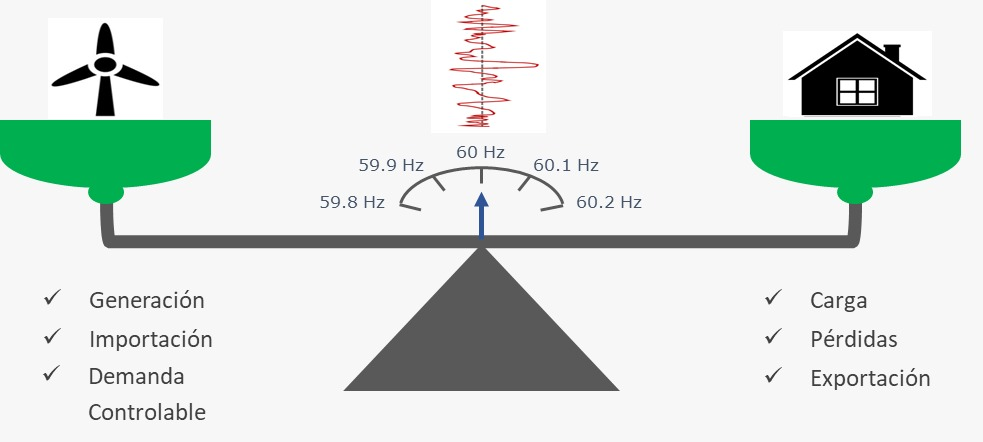 60 Hz
59.9 Hz
60.1 Hz
59.8 Hz
60.2 Hz
✓ Generación
✓ Importación
✓ Demanda
Controlable
✓ Carga
✓ Pérdidas
✓ Exportación